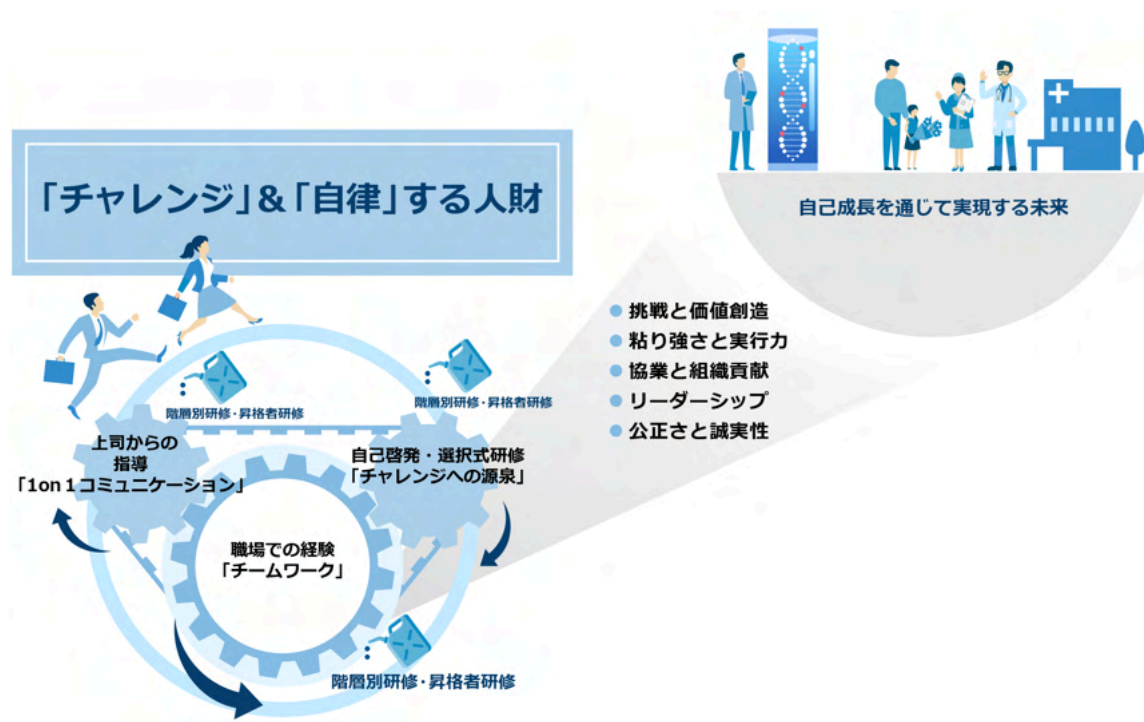 「チャレンジ」&「自律」する人財
自己成長を通じて実現する未来
挑戦と価値創造
粘り強さと実行力
協業と組織貢献
リーダーシップ
公正さと誠実性
階層別研修・昇格者研修
階層別研修・昇格者研修
上司からの
指導
「1on１コミュニケーション」
自己啓発・選択式研修
「チャレンジへの源泉」
職場での経験
「チームワーク」
階層別研修・昇格者研修